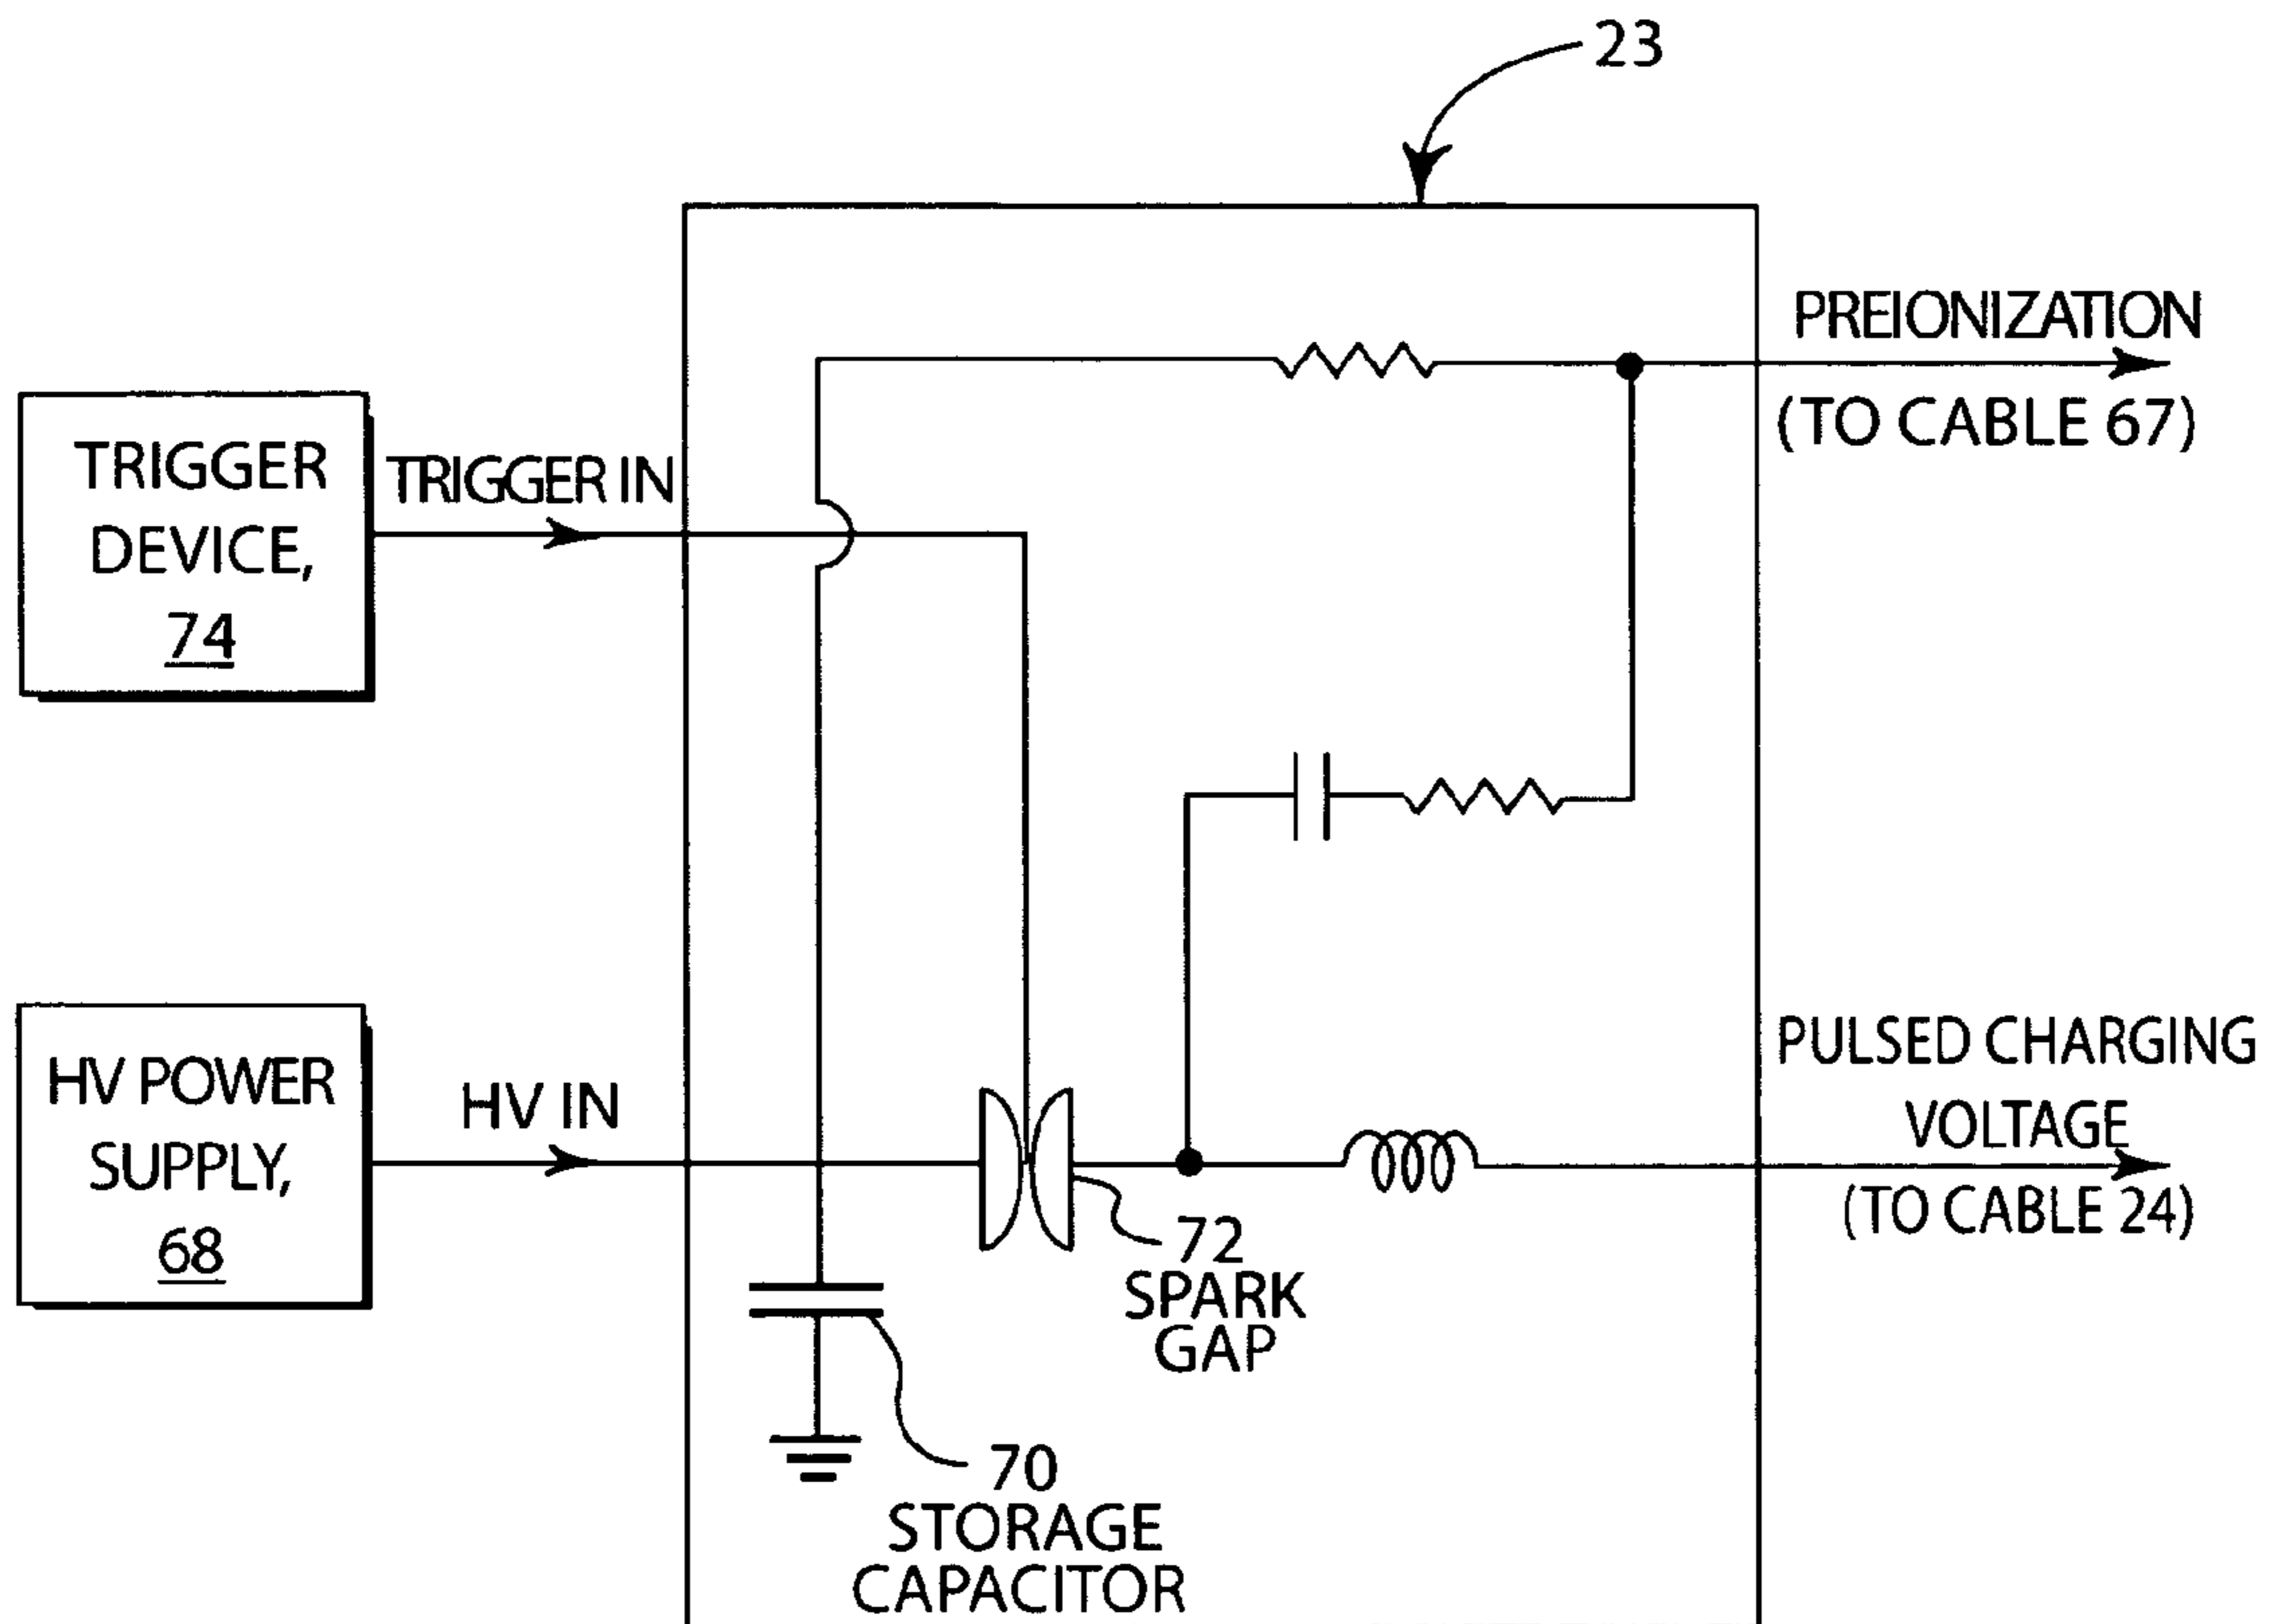 23
PREIONIZATION
(TO CABLE 67)
TRIGGER
DEVICE,
74
TRIGGER IN
HV POWER
SUPPLY,
68
HV IN
PULSED CHARGING
VOLTAGE
(TO CABLE 24)
72
SPARK
GAP
70
STORAGE
CAPACITOR